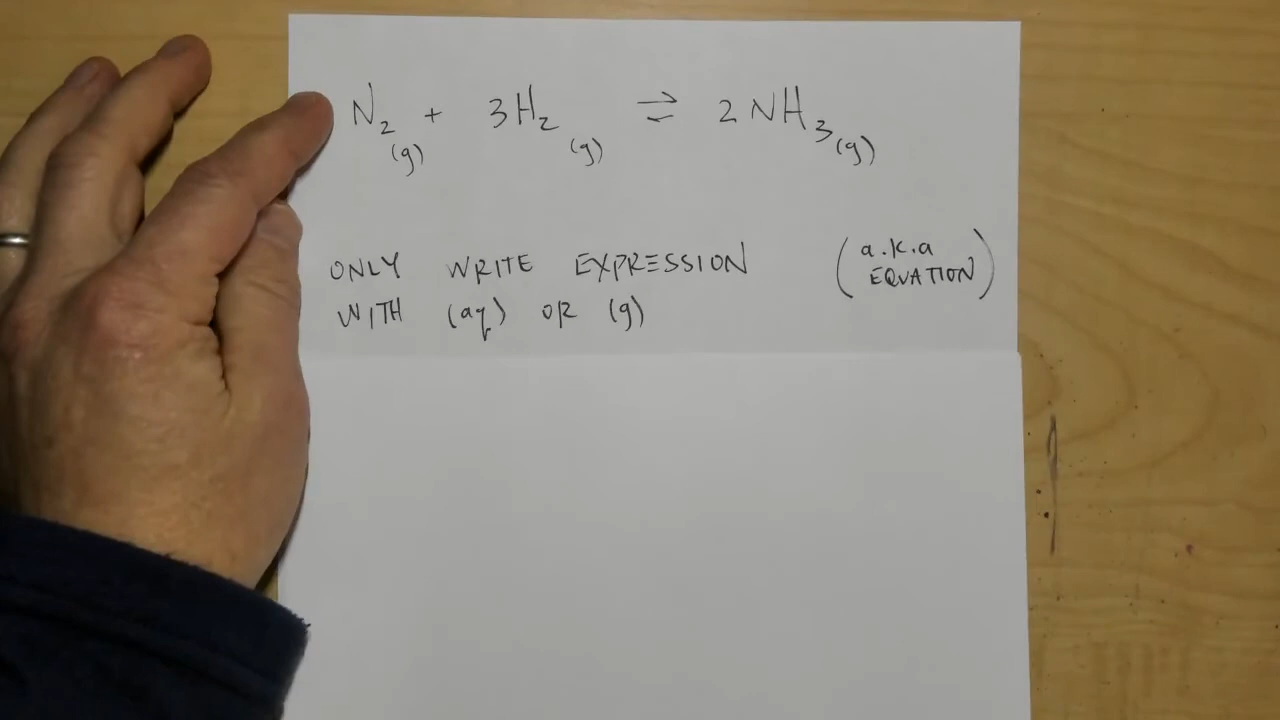 N₂(g) + 3H₂(g) ⇌ 2NH₃(g)
ONLY WRITE EXPRESSION (a.k.a EQUATION)
WITH (aq) OR (g)